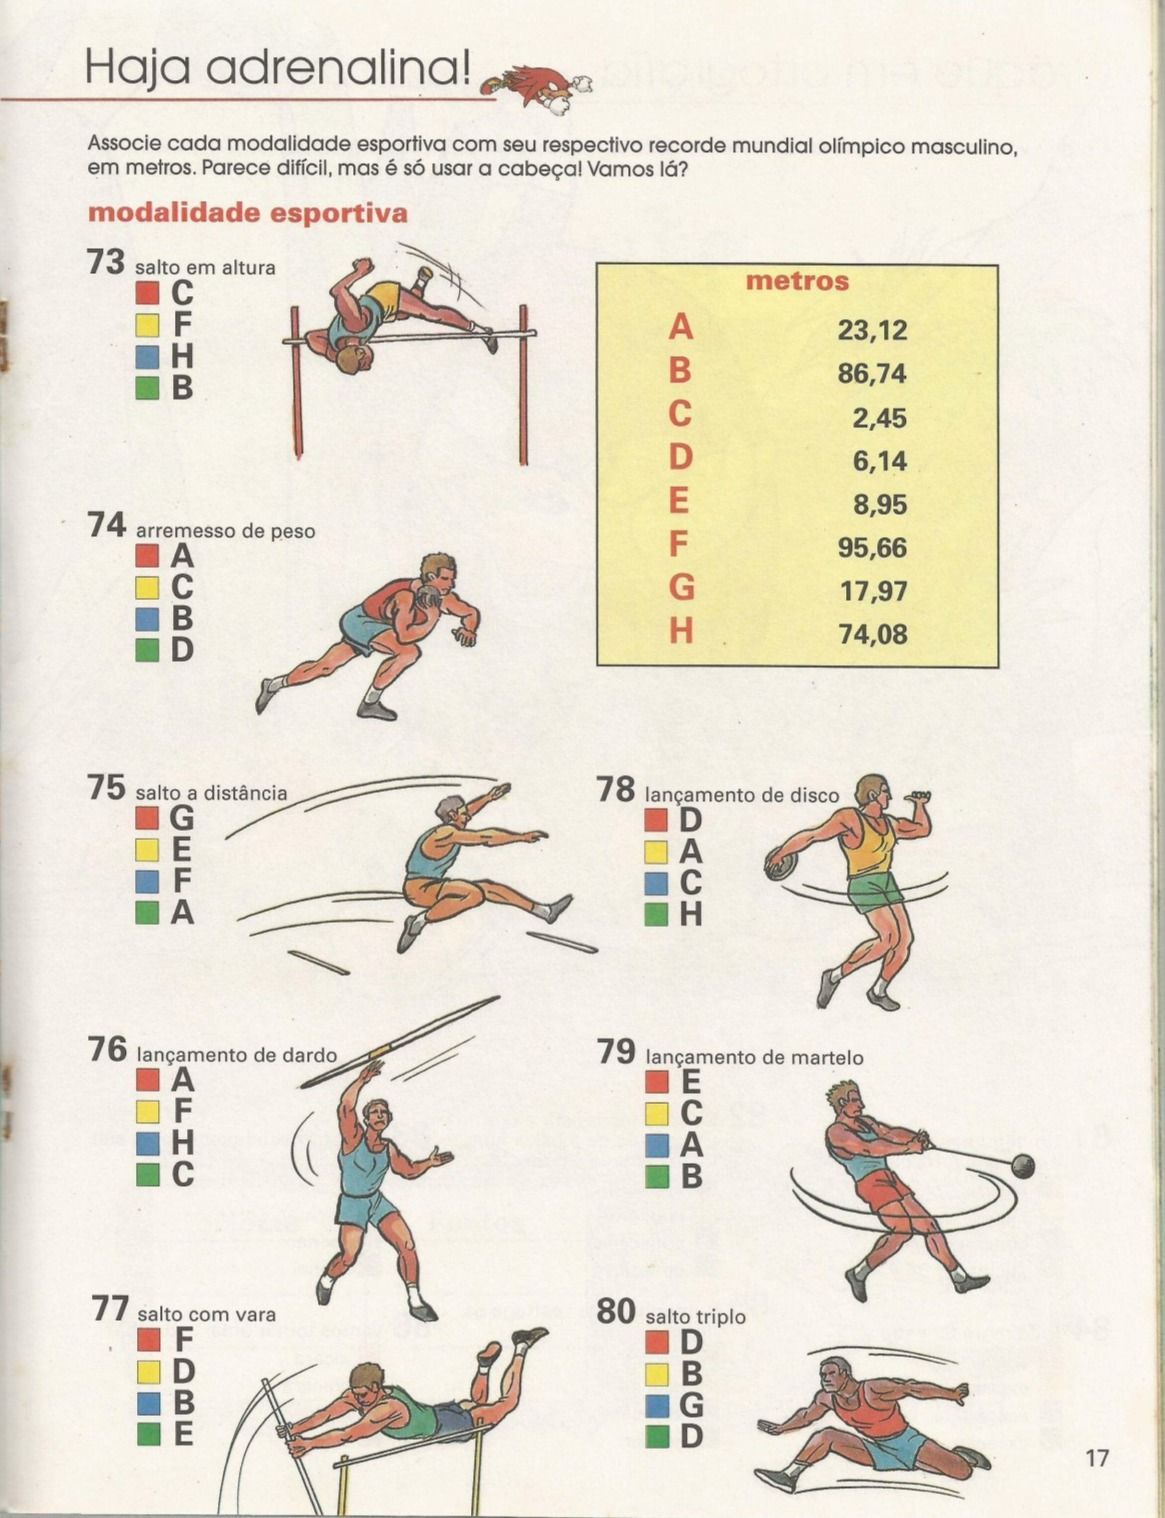 Haja adrenalina!
Associe cada modalidade esportiva com seu respectivo recorde mundial olímpico masculino,
em metros. Parece difícil, mas é só usar a cabeça! Vamos lá?
modalidade esportiva
73 salto em altura
C
F
H
B
metros
A 23,12
B 86,74
C 2,45
D 6,14
E 8,95
F 95,66
G 17,97
H 74,08
74 arremesso de peso
A
C
B
D
75 salto a distância
G
E
F
A
76 lançamento de dardo
A
F
H
C
77 salto com vara
F
D
B
E
78 lançamento de disco
D
A
C
H
79 lançamento de martelo
E
C
A
B
80 salto triplo
D
B
G
D
17